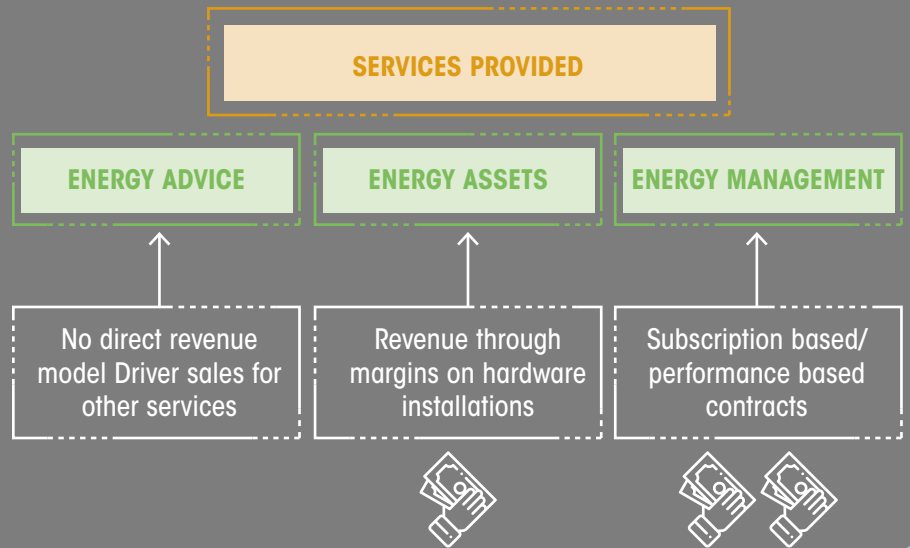 SERVICES PROVIDED
ENERGY ADVICE
ENERGY ASSETS
ENERGY MANAGEMENT
No direct revenue
model Driver sales for
other services
Revenue through
margins on hardware
installations
Subscription based/
performance based
contracts